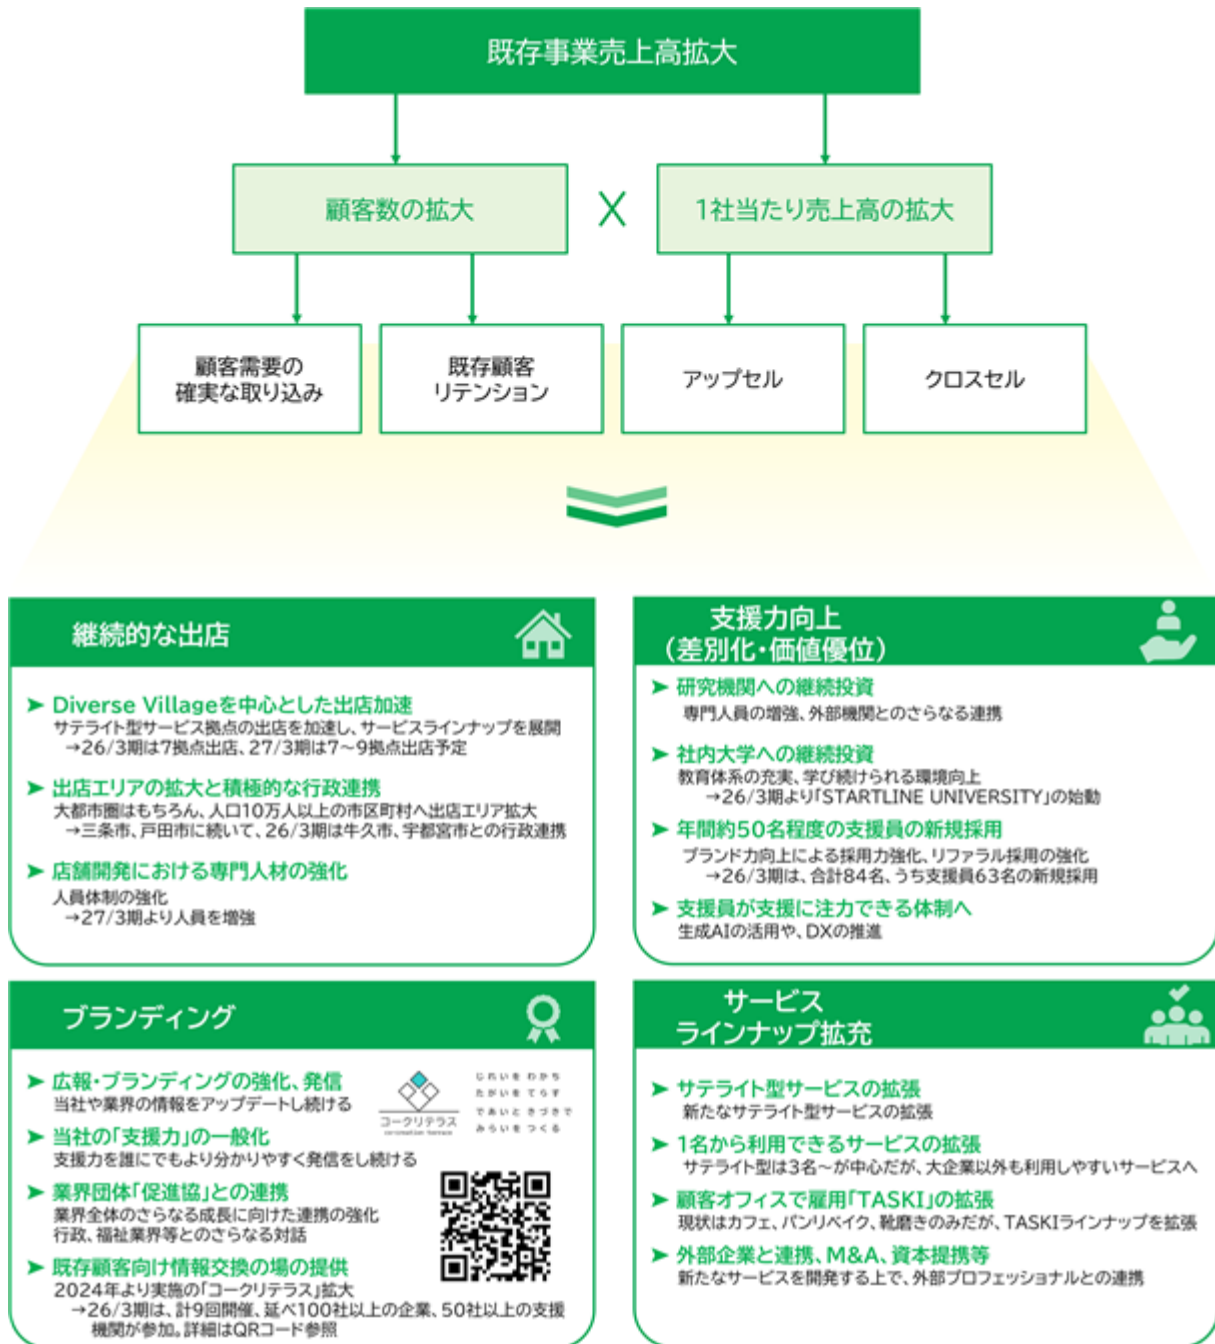 既存事業売上高拡大
顧客数の拡大
X
1社当たり売上高の拡大
顧客需要の
確実な取り込み
既存顧客
リテンション
アップセル
クロスセル
継続的な出店
➤ Diverse Villageを中心とした出店加速
サテライト型サービス拠点の出店を加速し、サービスラインナップを展開
→26/3期は7拠点出店、27/3期は7〜9拠点出店予定
➤ 出店エリアの拡大と積極的な行政連携
大都市圏はもちろん、人口10万人以上の市区町村へ出店エリア拡大
→三条市、戸田市に続いて、26/3期は牛久市、宇都宮市との行政連携
➤ 店舗開発における専門人材の強化
人員体制の強化
→27/3期より人員を増強
支援力向上
(差別化・価値優位)
➤ 研究機関への継続投資
専門人員の増強、外部機関とのさらなる連携
➤ 社内大学への継続投資
教育体系の充実、学び続けられる環境向上
→26/3期より「STARTLINE UNIVERSITY」の始動
➤ 年間約50名程度の支援員の新規採用
ブランド力向上による採用力強化、リファラル採用の強化
→26/3期は、合計84名、うち支援員63名の新規採用
➤ 支援員が支援に注力できる体制へ
生成AIの活用や、DXの推進
ブランディング
➤ 広報・ブランディングの強化、発信
当社や業界の情報をアップデートし続ける
➤ 当社の「支援力」の一般化
支援力を誰にでもより分かりやすく発信をし続ける
➤ 業界団体「促進協」との連携
業界全体のさらなる成長に向けた連携の強化
行政、福祉業界等とのさらなる対話
➤ 既存顧客向け情報交換の場の提供
2024年より実施の「コークリテラス」拡大
→26/3期は、計9回開催、延べ100社以上の企業、50社以上の支援
機関が参加。詳細はQRコード参照
コークリテラス
じれいを わかち
たがいを てらす
であいと きづきで
みらいを つくる
サービス
ラインナップ拡充
➤ サテライト型サービスの拡張
新たなサテライト型サービスの拡張
➤ 1名から利用できるサービスの拡張
サテライト型は3名〜が中心だが、大企業以外も利用しやすいサービスへ
➤ 顧客オフィスで雇用「TASKI」の拡張
現状はカフェ、パンリベイク、靴磨きのみだが、TASKIラインナップを拡張
➤ 外部企業と連携、M&A、資本提携等
新たなサービスを開発する上で、外部プロフェッショナルとの連携